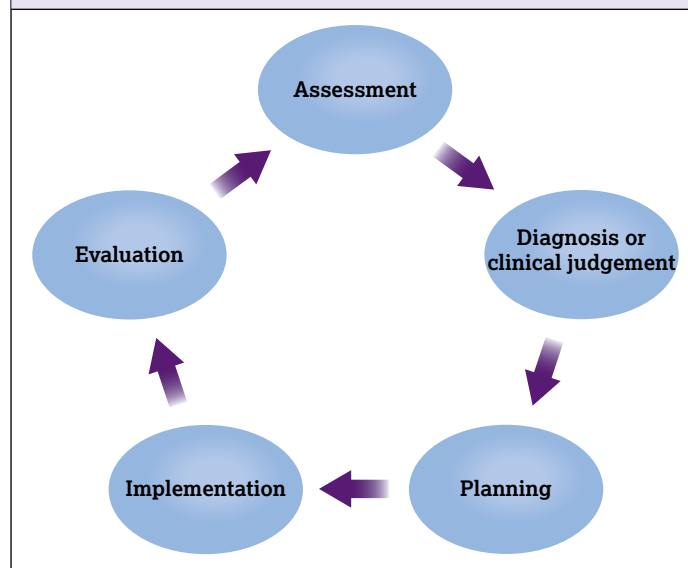 Assessment
Diagnosis or
clinical judgement
Planning
Implementation
Evaluation